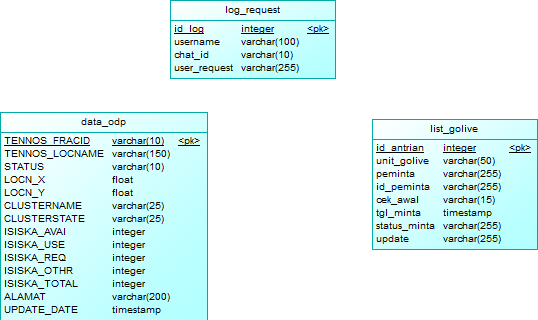 log_request
id_log integer <pk>
username varchar(100)
chat_id varchar(10)
user_request varchar(255)
data_odp
TENNOS_FRACID varchar(10) <pk>
TENNOS_LOCNAME varchar(150)
STATUS varchar(10)
LOCN_X float
LOCN_Y float
CLUSTERNAME varchar(25)
CLUSTERSTATE varchar(25)
ISISKA_AVAI integer
ISISKA_USE integer
ISISKA_REQ integer
ISISKA_OTHR integer
ISISKA_TOTAL integer
ALAMAT varchar(200)
UPDATE_DATE timestamp
list_golive
id_antrian integer <pk>
unit_golive varchar(50)
peminta varchar(255)
id_peminta varchar(255)
cek_awal varchar(15)
tgl_minta timestamp
status_minta varchar(255)
update varchar(255)